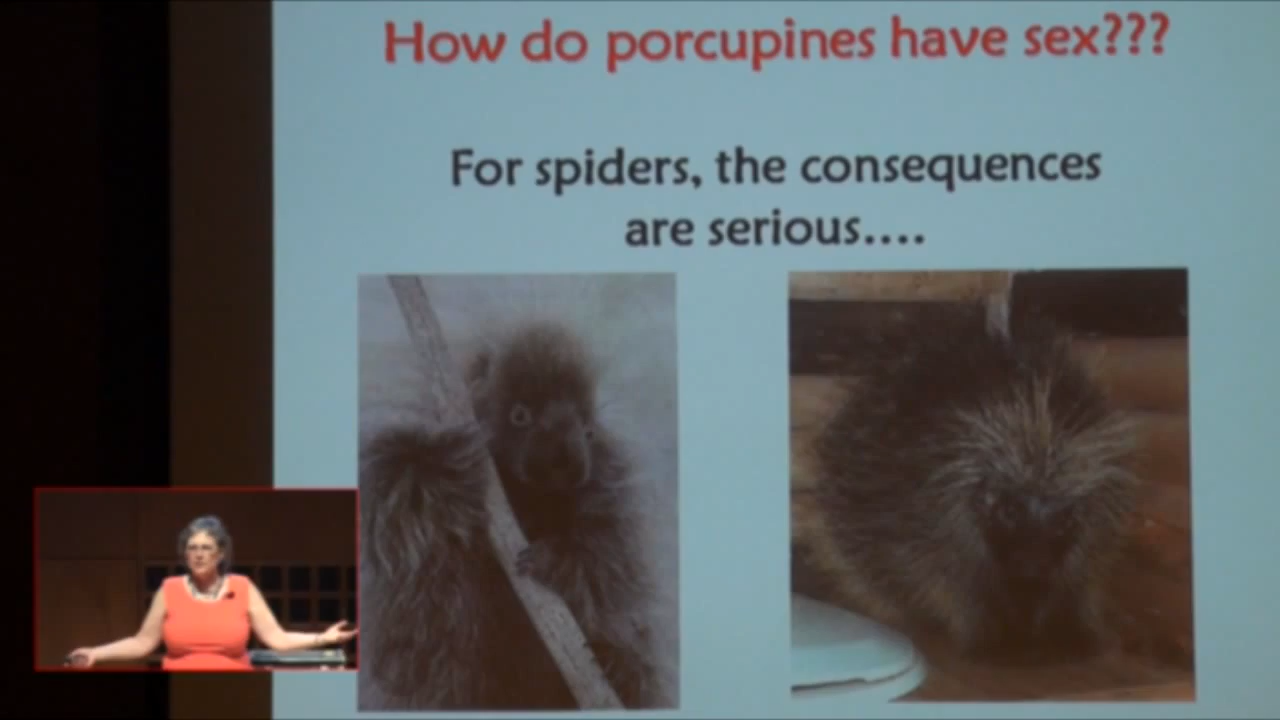 How do porcupines have sex???
For spiders, the consequences
are serious....